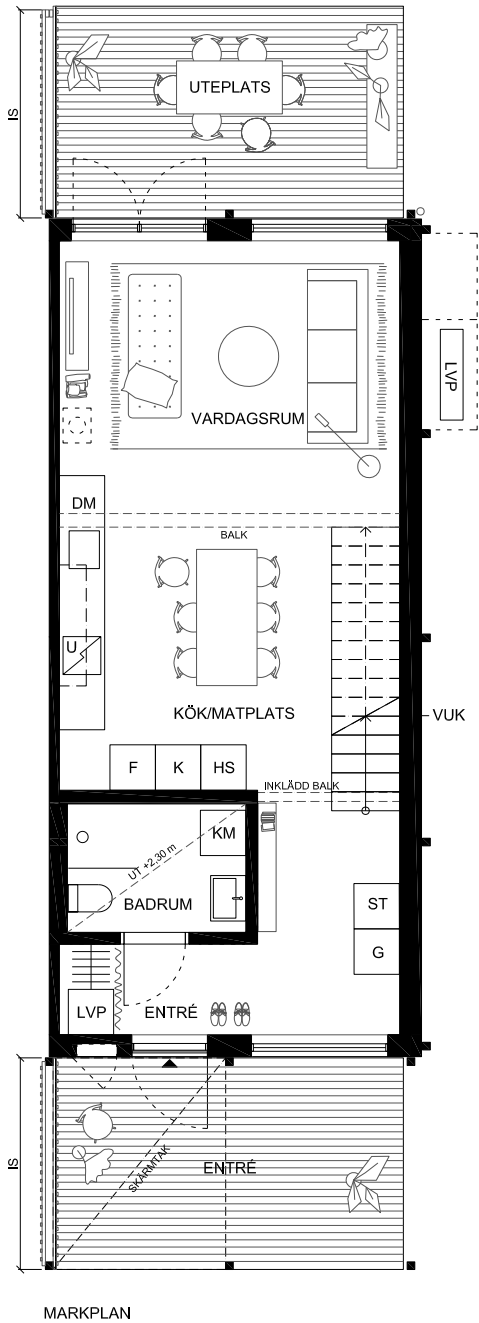 IS
UTEPLATS
LVP
VARDAGSRUM
DM
BALK
U
KÖK/MATPLATS
VUK
F K HS
INKLÄDD BALK
KM
UT +2,30 m
BADRUM
ST
G
LVP
ENTRÉ
IS
SKÄRMTAK
ENTRÉ
MARKPLAN